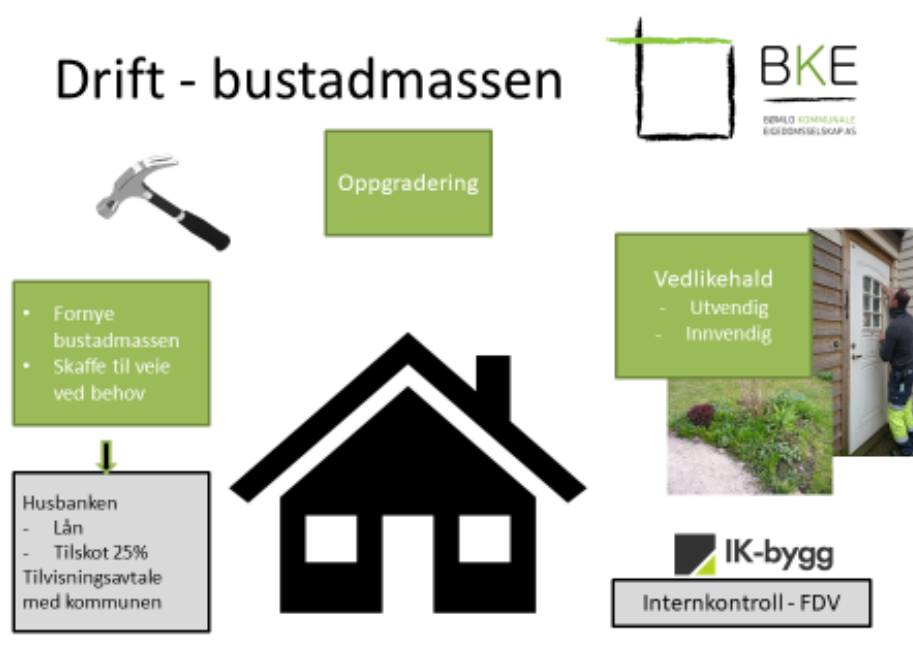 Drift - bustadmassen
BKE
BØMLO KOMMUNALE
EIGEDOMSSELSKAP AS
Oppgradering
Vedlikehald
- Utvendig
- Innvendig
• Fornye
bustadmassen
• Skaffe til veie
ved behov
Husbanken
- Lån
- Tilskot 25%
Tilvisningsavtale
med kommunen
IK-bygg
Internkontroll - FDV